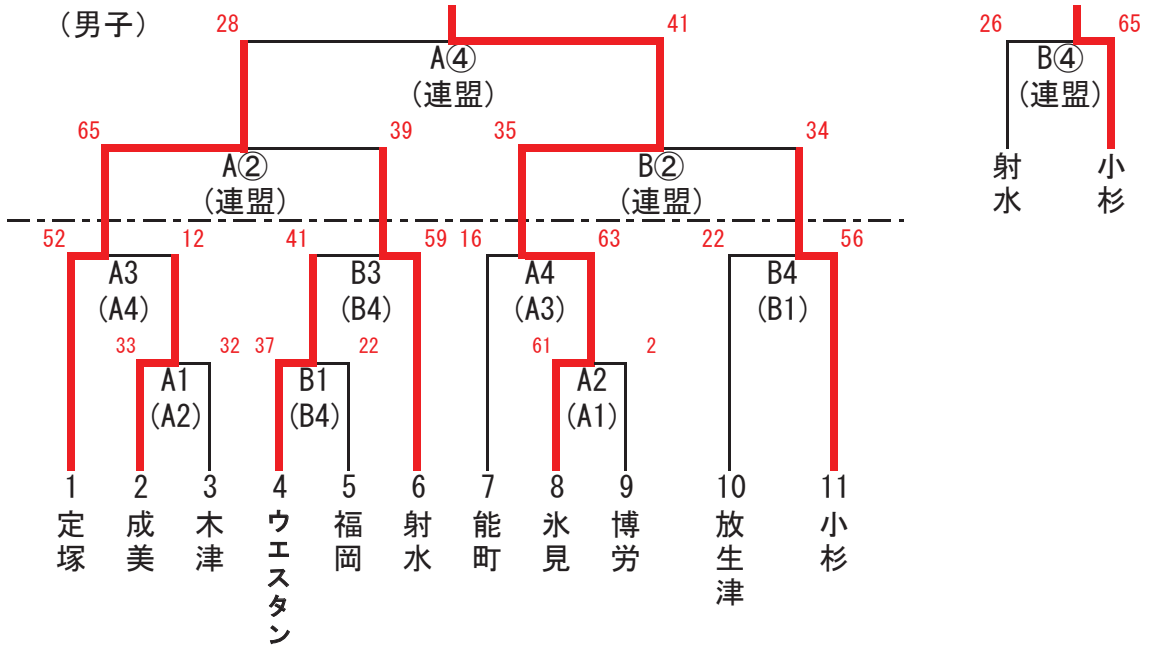 （男子）
28
41
26
65
A④
(連盟)
B④
(連盟)
65
39
35
34
射水
小杉
A②
(連盟)
B②
(連盟)
52
12
41
59
16
63
22
56
A3
(A4)
B3
(B4)
A4
(A3)
B4
(B1)
33
32
37
22
61
2
A1
(A2)
B1
(B4)
A2
(A1)
1
2
3
4
5
6
7
8
9
10
11
定塚
成美
木津
ウエスタン
福岡
射水
能町
氷見
博労
放生津
小杉